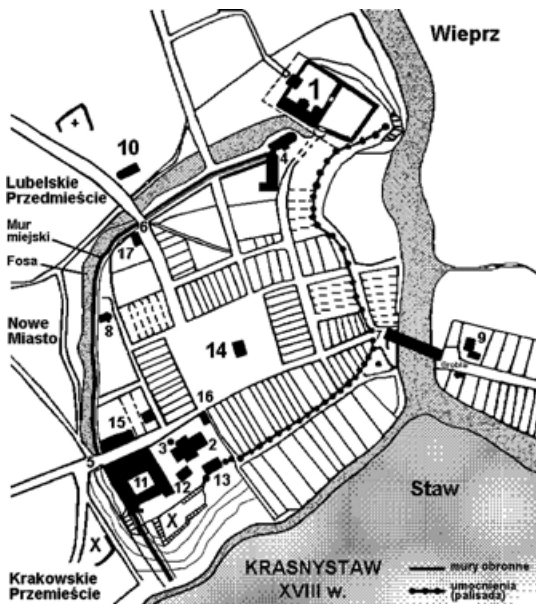 Wieprz
1
10
4
Lubelskie
Przedmieście
6
Mur
miejski
17
Fosa
Nowe
Miasto
8
9
14
Grobla
16
15
3
2
5
11
12
13
Staw
X
X
Krakowskie
Przemieście
KRASNYSTAW
XVIII w.
mury obronne
umocnienia
(palisada)